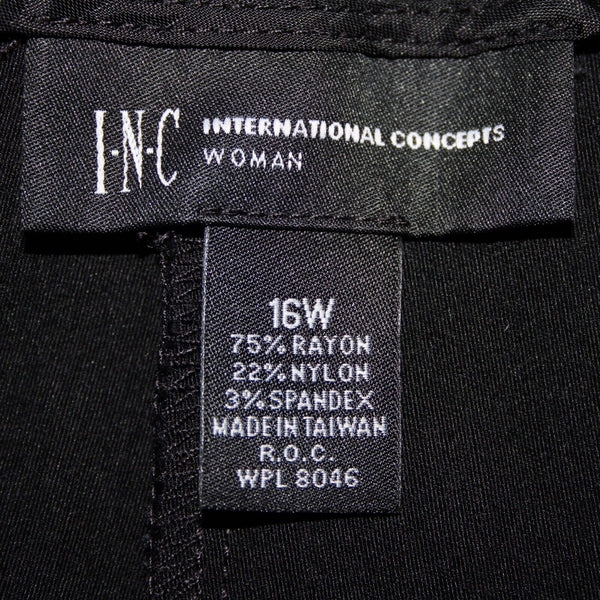 I·N·C INTERNATIONAL CONCEPTS
WOMAN
16W
75% RAYON
22% NYLON
3% SPANDEX
MADE IN TAIWAN
R.O.C.
WPL 8046